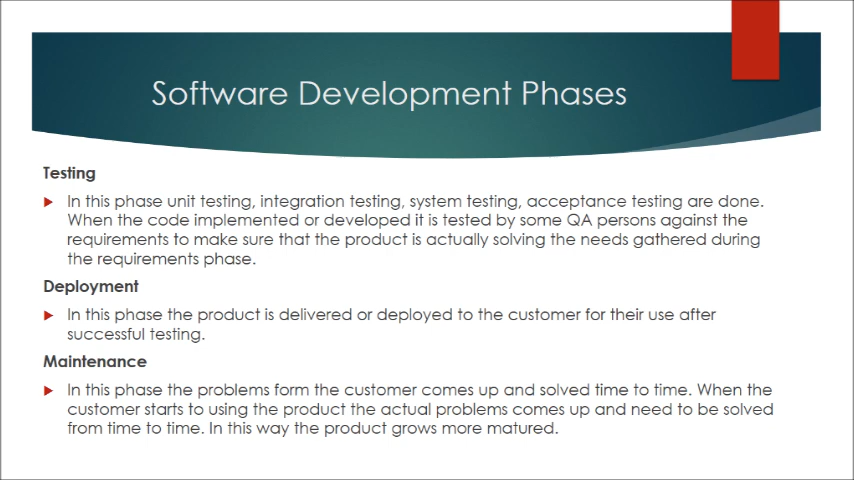 Software Development Phases
Testing
In this phase unit testing, integration testing, system testing, acceptance testing are done.
When the code implemented or developed it is tested by some QA persons against the
requirements to make sure that the product is actually solving the needs gathered during
the requirements phase.
Deployment
In this phase the product is delivered or deployed to the customer for their use after
successful testing.
Maintenance
In this phase the problems form the customer comes up and solved time to time. When the
customer starts to using the product the actual problems comes up and need to be solved
from time to time. In this way the product grows more matured.